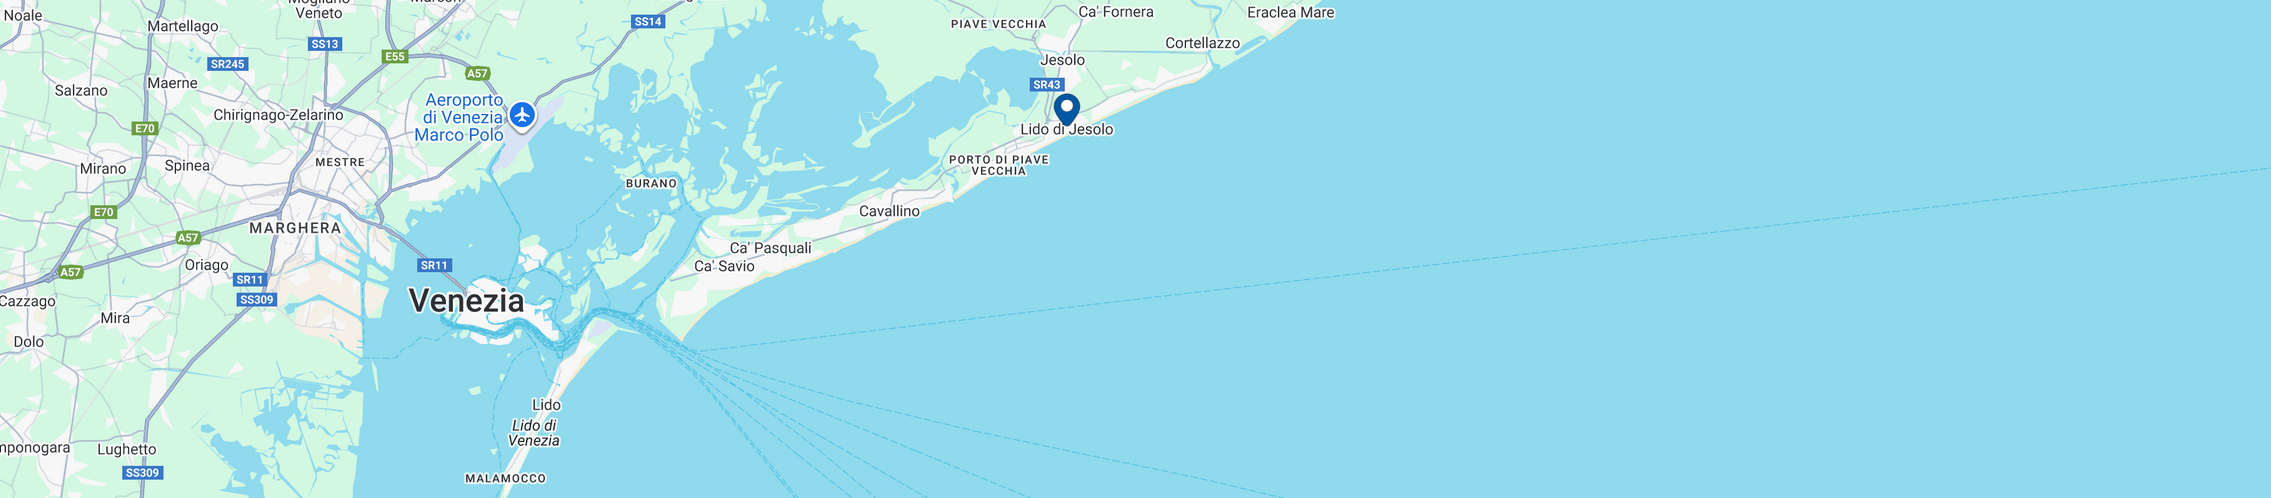 Noale
Martellago
Mogliano
Veneto
SS14
PIAVE VECCHIA
Ca' Fornera
Eraclea Mare
SS13
E55
SR245
A57
Cortellazzo
Jesolo
SR43
Salzano
Maerne
Chirignago-Zelarino
Aeroporto
di Venezia
Marco Polo
E70
Lido di Jesolo
Mirano
Spinea
MESTRE
PORTO DI PIAVE
VECCHIA
BURANO
E70
Cavallino
MARGHERA
A57
Ca' Pasquali
Ca' Savio
A57
Oriago
SR11
SR11
SS309
Cazzago
Mira
Venezia
Dolo
Lido
Lido di
Venezia
mponogara
Lughetto
SS309
MALAMOCCO